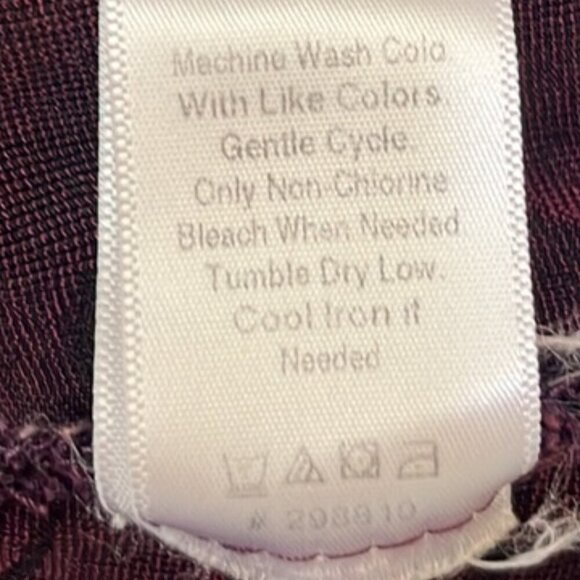 Machine Wash Cold.
With Like Colors.
Gentle Cycle.
Only Non-Chlorine
Bleach When Needed.
Tumble Dry Low.
Cool Iron if
Needed